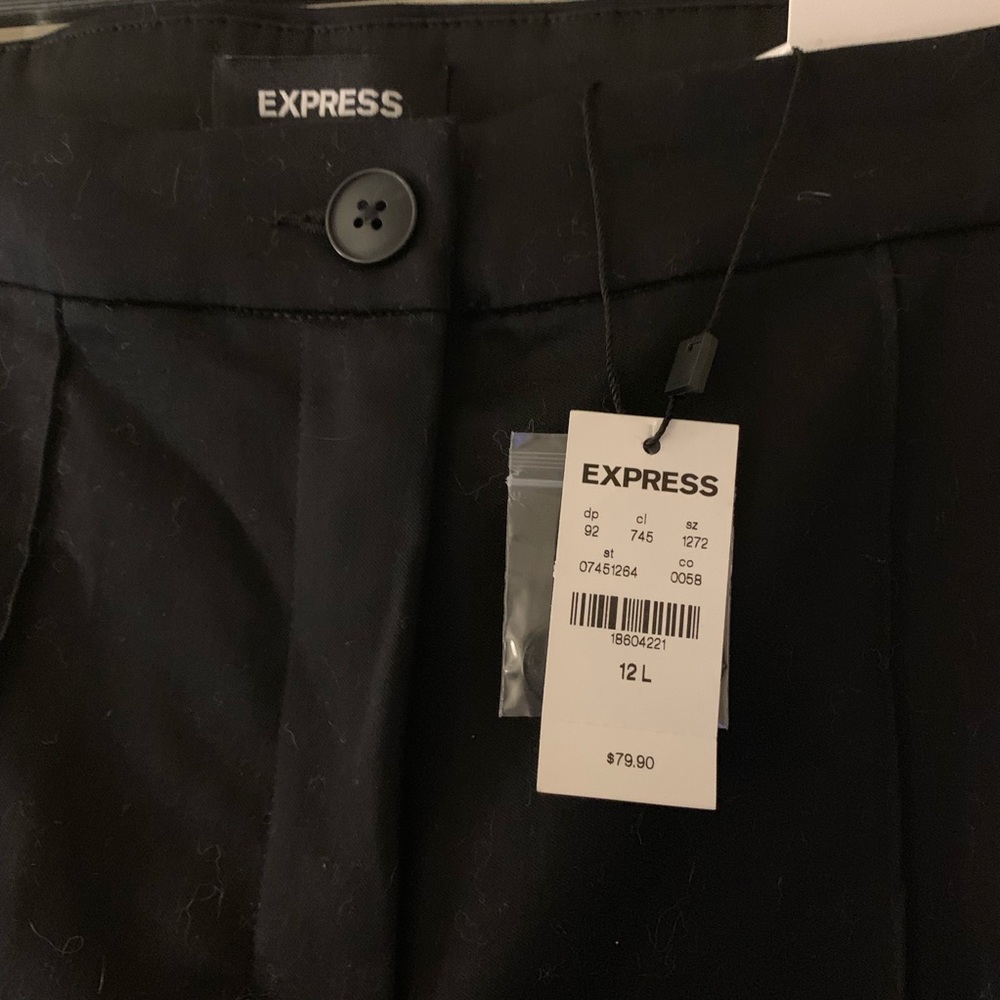 EXPRESS
EXPRESS
dp cl sz
92 745 1272
st co
07451264 0058
18604221
12 L
$79.90